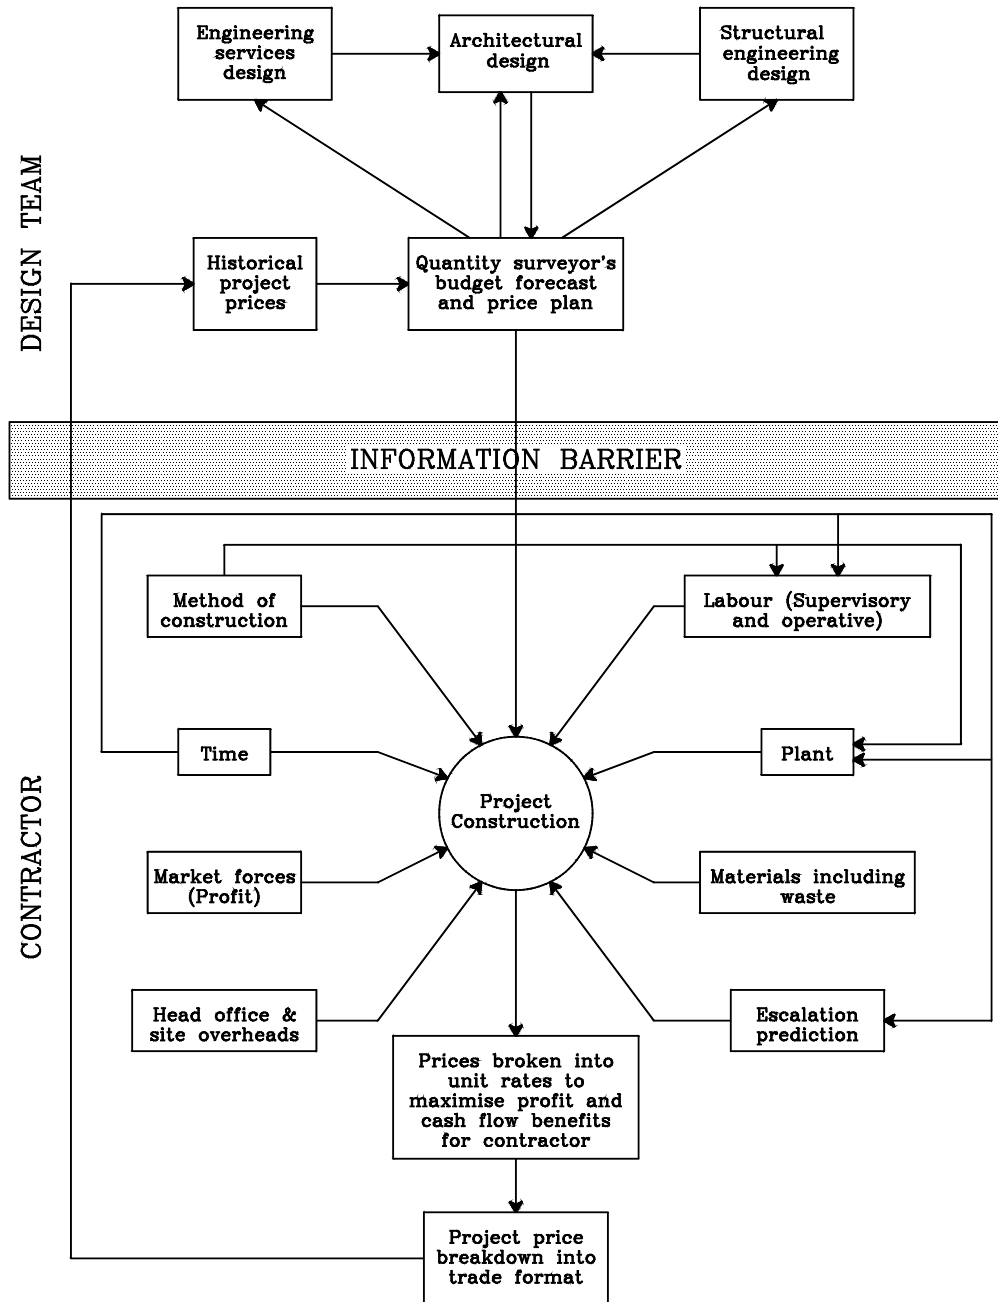 Engineering
services
design
Architectural
design
Structural
engineering
design
DESIGN TEAM
Historical
project
prices
Quantity surveyor's
budget forecast
and price plan
INFORMATION BARRIER
Method of
construction
Labour (Supervisory
and operative)
Time
Plant
Project
Construction
CONTRACTOR
Market forces
(Profit)
Materials including
waste
Head office &
site overheads
Escalation
prediction
Prices broken into
unit rates to
maximise profit and
cash flow benefits
for contractor
Project price
breakdown into
trade format